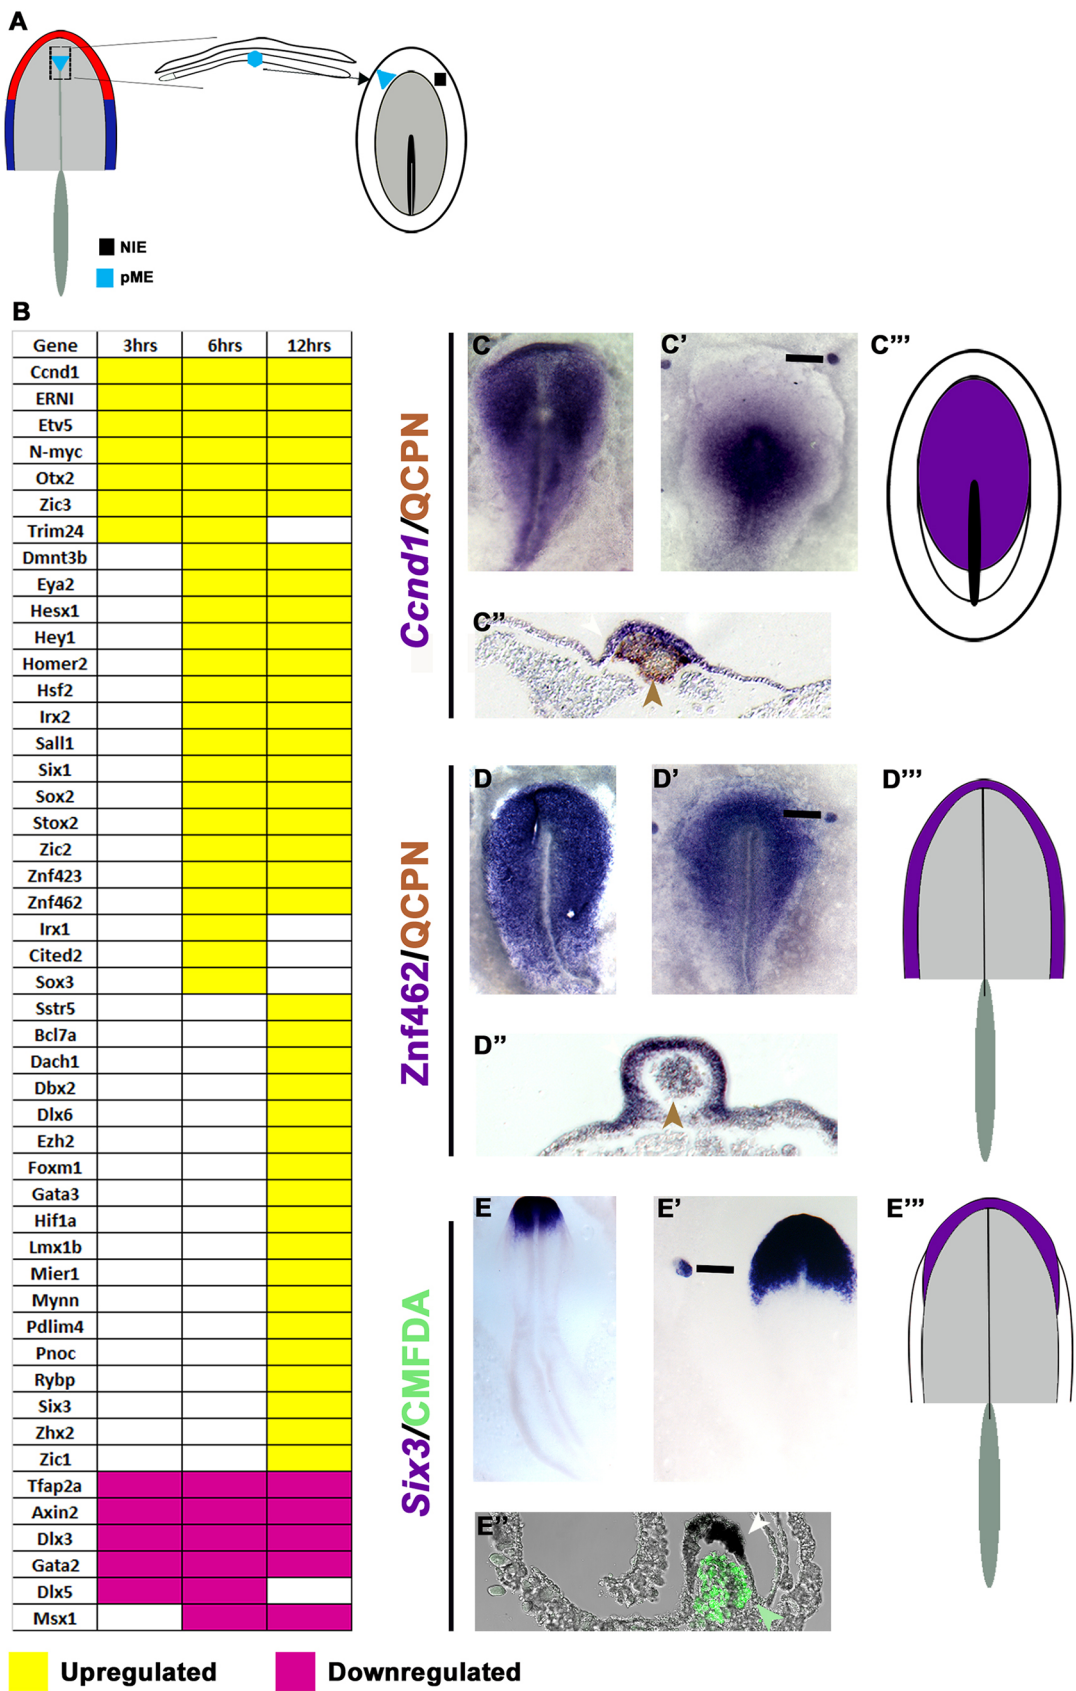 A
NIE
pME
B
Gene 3hrs 6hrs 12hrs
Ccnd1
ERNI
Etv5
N-myc
Otx2
Zic3
Trim24
Dmnt3b
Eya2
Hesx1
Hey1
Homer2
Hsf2
Irx2
Sall1
Six1
Sox2
Stox2
Zic2
Znf423
Znf462
Irx1
Cited2
Sox3
Sstr5
Bcl7a
Dach1
Dbx2
Dlx6
Ezh2
Foxm1
Gata3
Hif1a
Lmx1b
Mier1
Mynn
Pdlim4
Pnoc
Rybp
Six3
Zhx2
Zic1
Tfap2a
Axin2
Dlx3
Gata2
Dlx5
Msx1
Upregulated
Downregulated
Ccnd1/QCPN
C
C’
C’’
C’’’
Znf462/QCPN
D
D’
D’’
D’’’
Six3/CMFDA
E
E’
E’’
E’’’